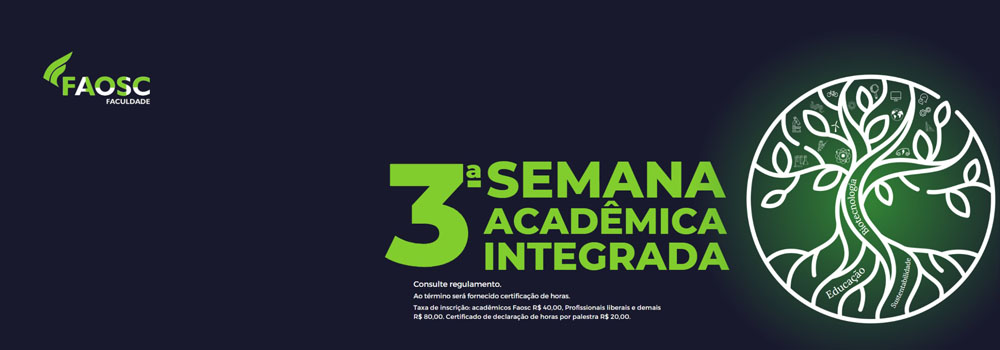 FAOSC
FACULDADE
3ª SEMANA
ACADÊMICA
INTEGRADA
Consulte regulamento.
Ao término será fornecido certificação de horas.
Taxa de inscrição: acadêmicos Faosc R$ 40,00, Profissionais liberais e demais
R$ 80,00. Certificado de declaração de horas por palestra R$ 20,00.
Biotecnologia
Educação
Sustentabilidade